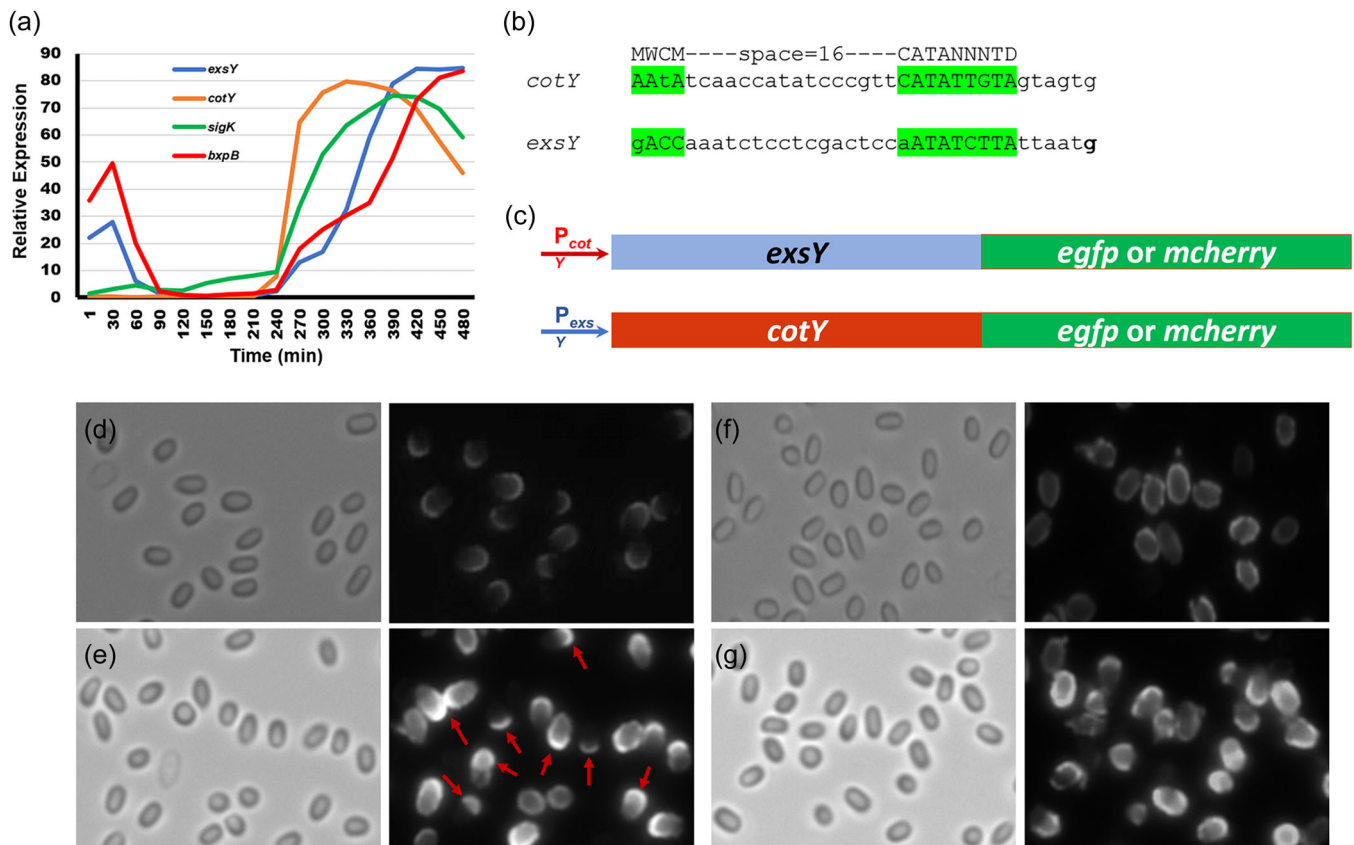 (a)
Relative Expression
90
80
70
60
50
40
30
20
10
0
exsY
cotY
sigK
bxpB
1 30 60 90 120 150 180 210 240 270 300 330 360 390 420 450 480
Time (min)
(b)
MWCM----space=16----CATANNNTD
cotY AAtAtcaaccatatcccgttCATATTGTAgtagtg
exsY gACCaaatctcctcgactccaATATCTTAttaatg
(c)
Pcot Y exsY egfp or mcherry
Pexs Y cotY egfp or mcherry
(d)
(f)
(e)
(g)